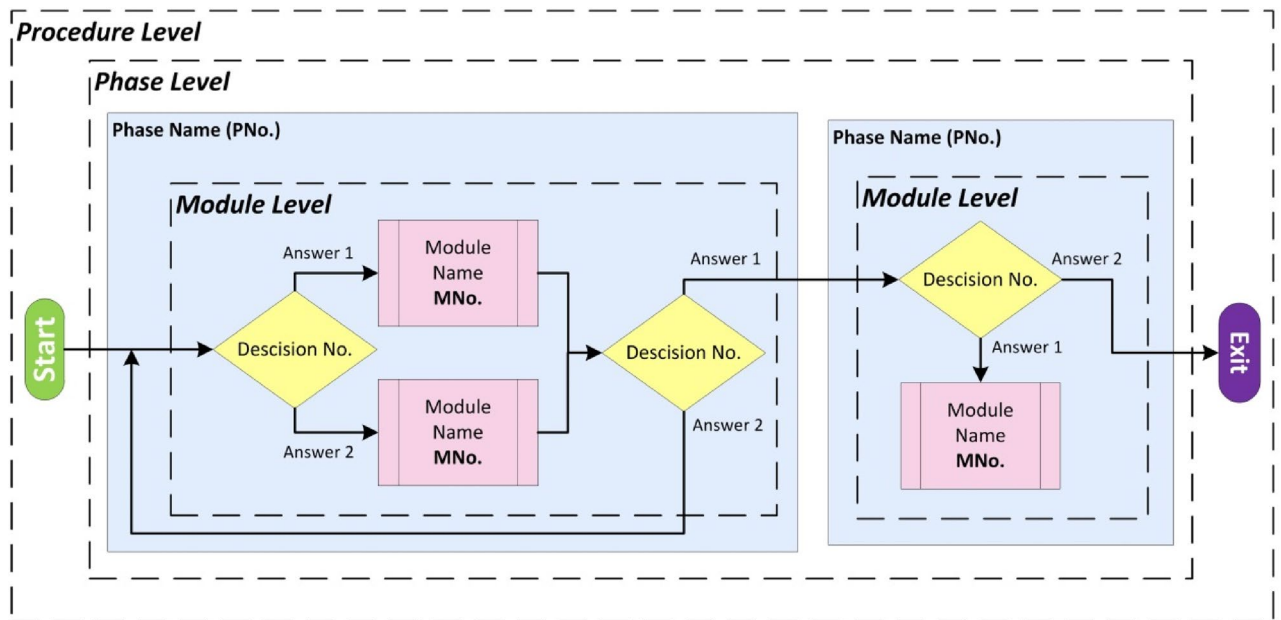 Procedure Level
Phase Level
Phase Name (PNo.)
Module Level
Start
Descision No.
Answer 1
Module
Name
MNo.
Answer 2
Module
Name
MNo.
Descision No.
Answer 1
Answer 2
Phase Name (PNo.)
Module Level
Descision No.
Answer 2
Answer 1
Module
Name
MNo.
Exit